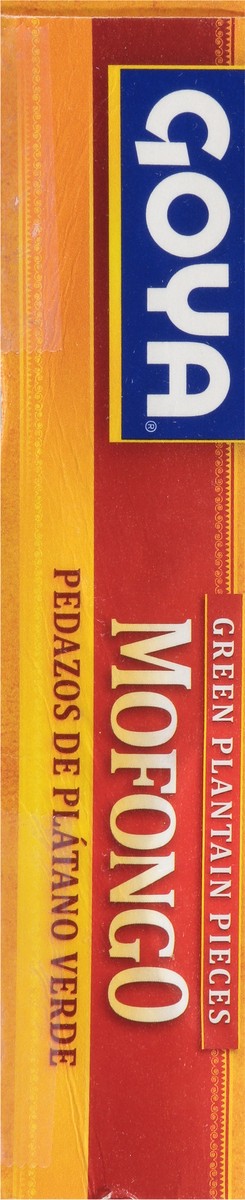 GOYA®
GREEN PLANTAIN PIECES
MOFONGO
PEDAZOS DE PLÁTANO VERDE